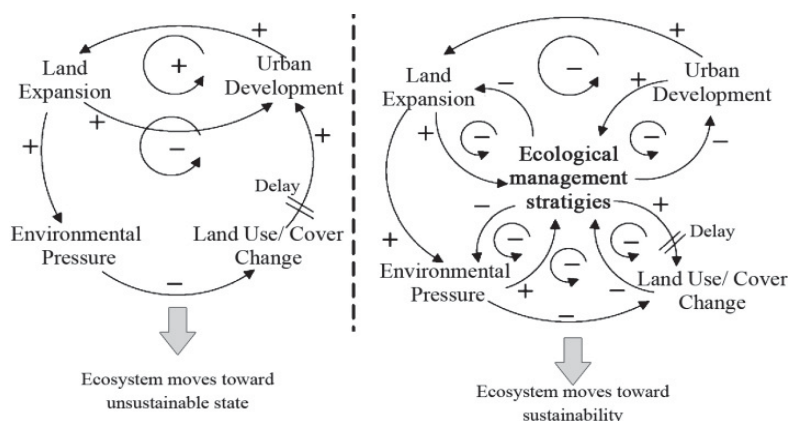 +
Land
Expansion
+
Urban
Development
+
+
+
−
Delay
Environmental
Pressure
Land Use/ Cover
Change
−
Ecosystem moves toward
unsustainable state
+
Land
Expansion
−
−
+
Urban
Development
+
−
−
−
Ecological
management
stratigies
−
+
Delay
+
−
−
−
Environmental
Pressure
+
−
Land Use/ Cover
Change
−
Ecosystem moves toward
sustainability